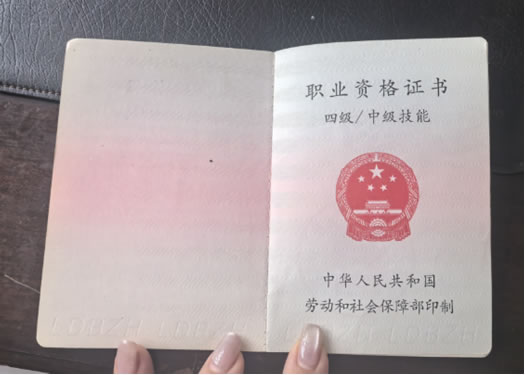 职业资格证书
四级/中级技能
中华人民共和国
劳动和社会保障部印制